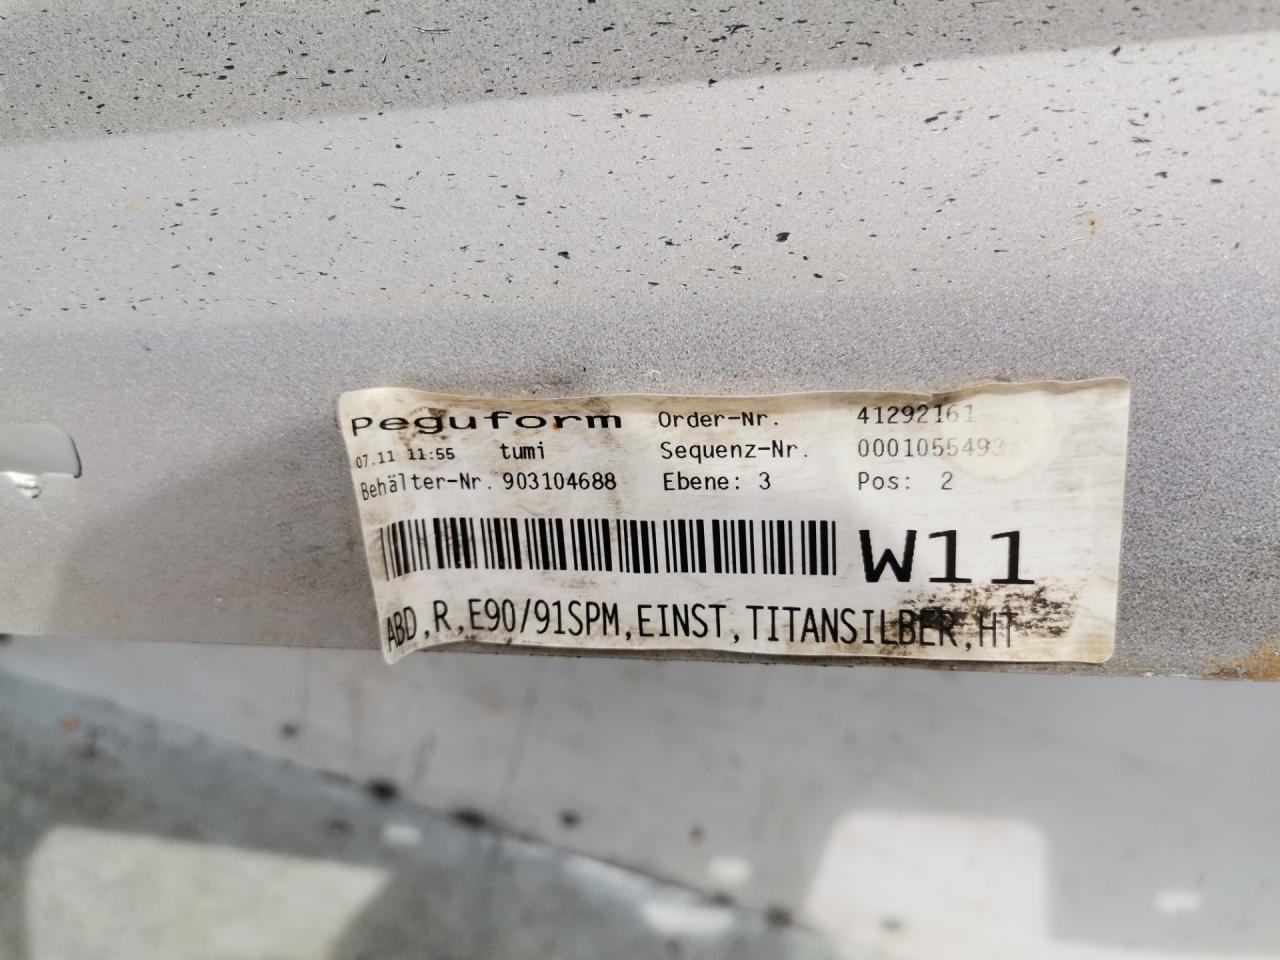 peguform Order-Nr. 41292161
07.11 11:55 tumi Sequenz-Nr. 0001055493
Behälter-Nr. 903104688 Ebene: 3 Pos: 2
W11
ABD,R,E90/91SPM,EINST,TITANSILBER,HT